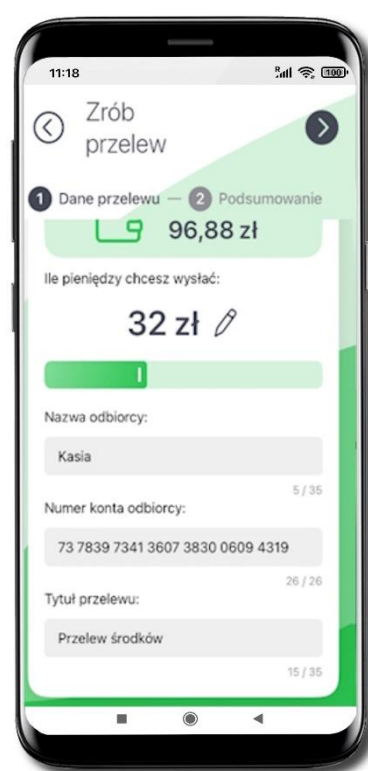 11:18
R
100
Zrób
przelew
1 Dane przelewu — 2 Podsumowanie
96,88 zł
Ile pieniędzy chcesz wysłać:
32 zł
Nazwa odbiorcy:
Kasia
5 / 35
Numer konta odbiorcy:
73 7839 7341 3607 3830 0609 4319
26 / 26
Tytuł przelewu:
Przelew środków
15 / 35